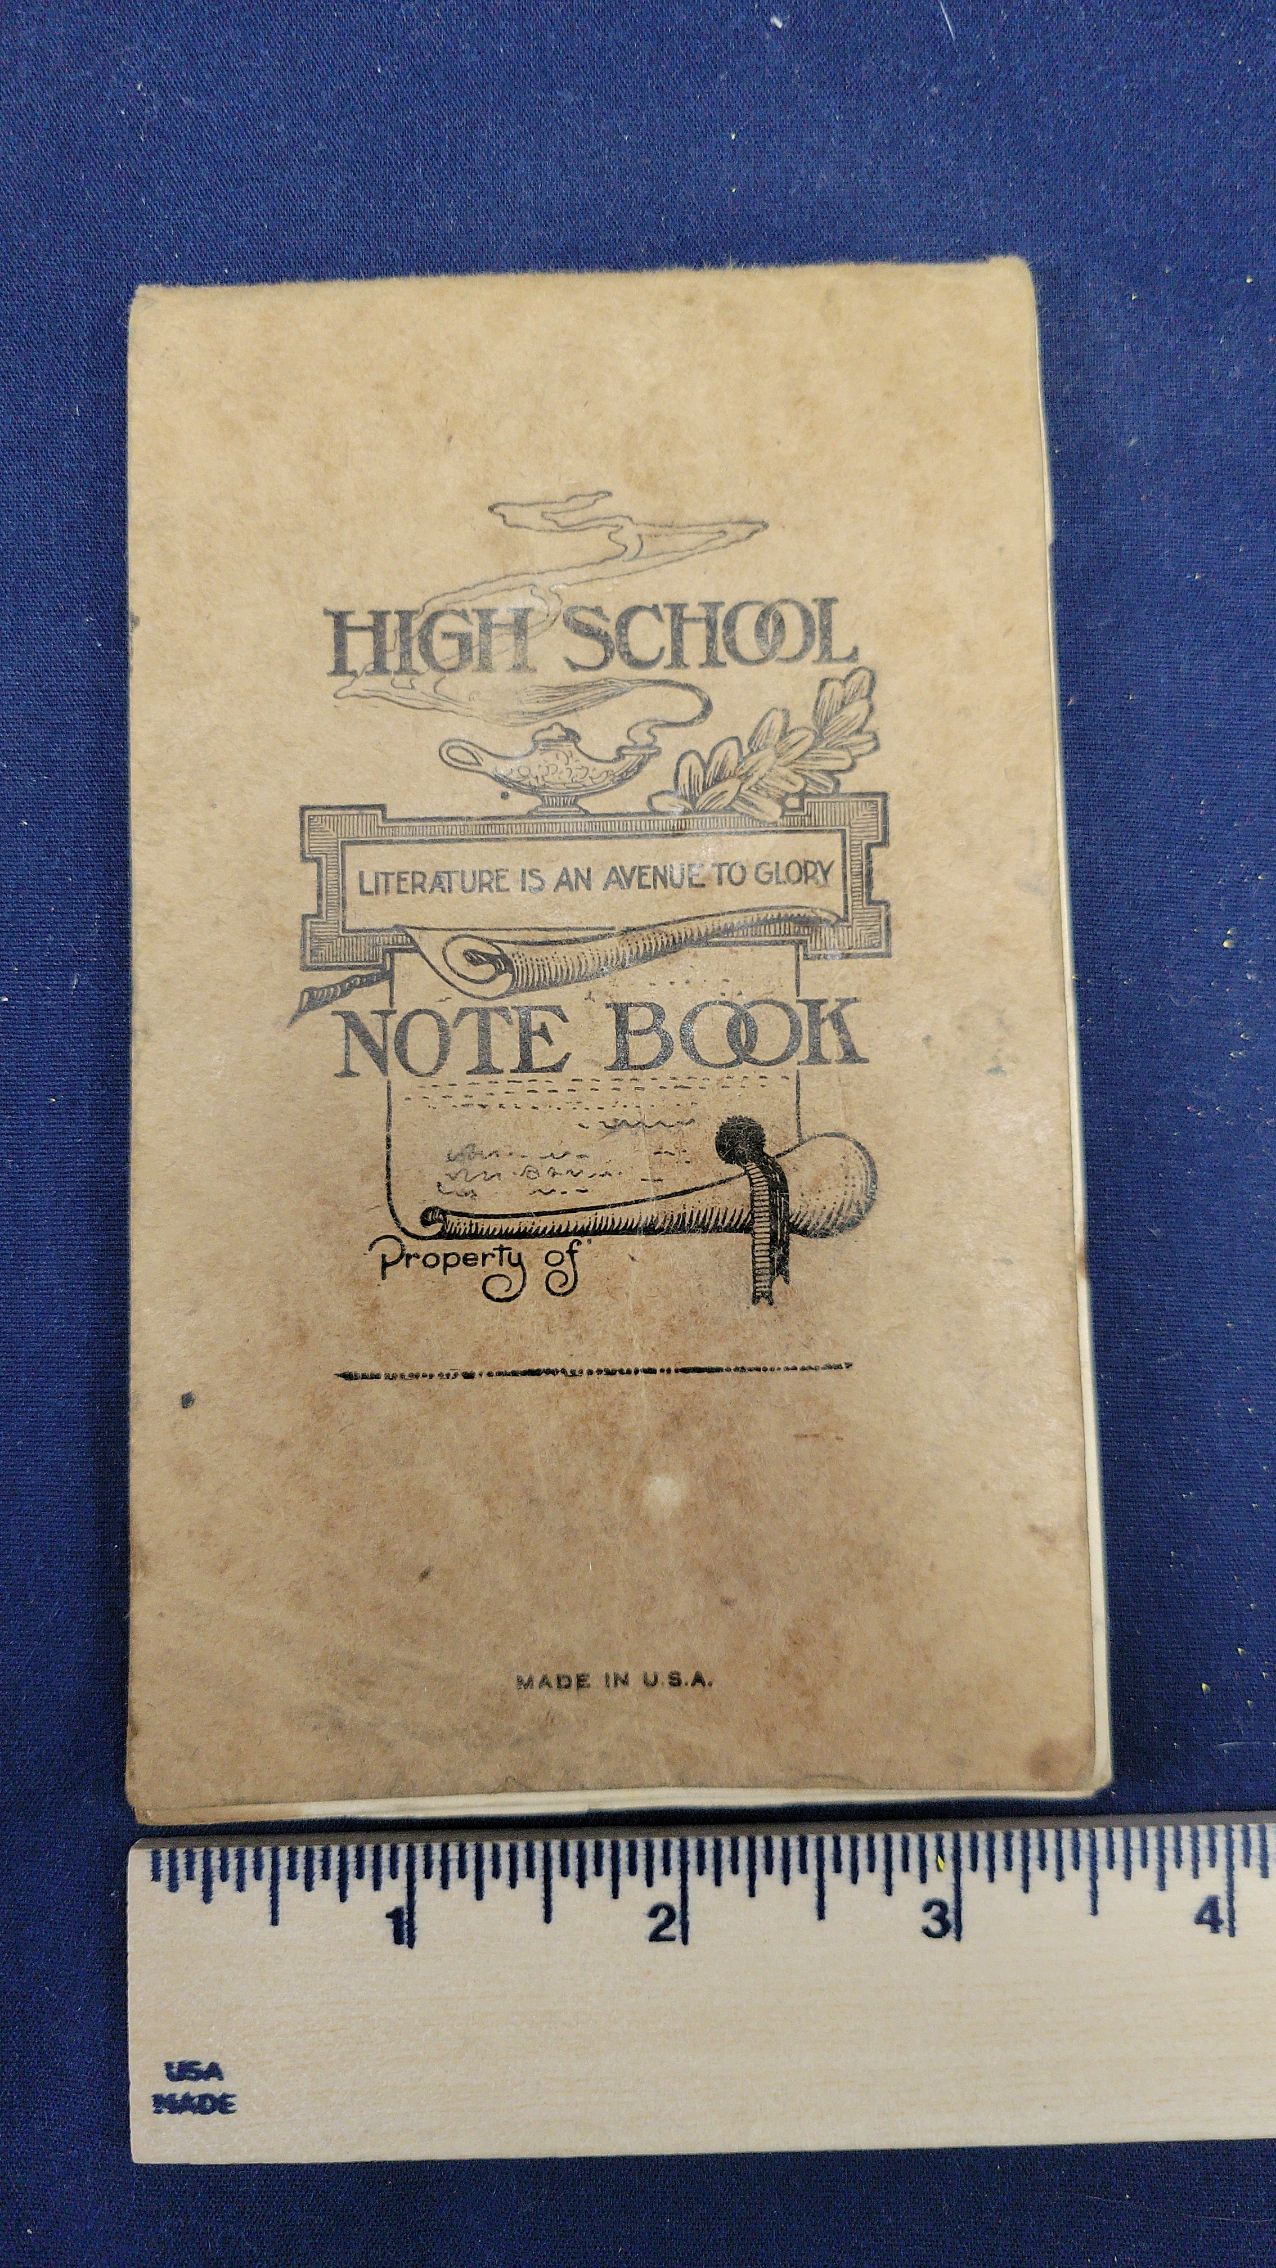 HIGH SCHOOL
LITERATURE IS AN AVENUE TO GLORY
NOTE BOOK
Property of
MADE IN U.S.A.
1 2 3 4
USA
MADE